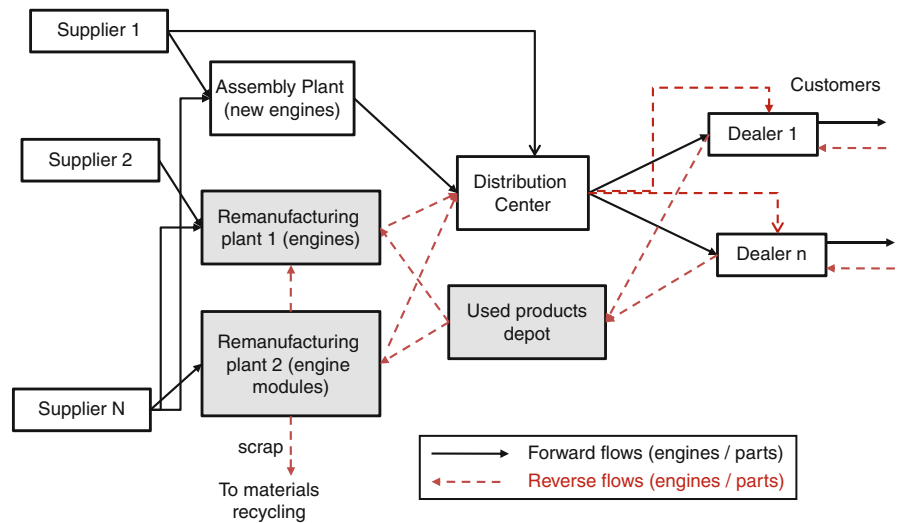 Supplier 1
Assembly Plant
(new engines)
Customers
Dealer 1
Supplier 2
Distribution
Center
Remanufacturing
plant 1 (engines)
Dealer n
Used products
depot
Remanufacturing
plant 2 (engine
modules)
Supplier N
scrap
To materials
recycling
Forward flows (engines / parts)
Reverse flows (engines / parts)